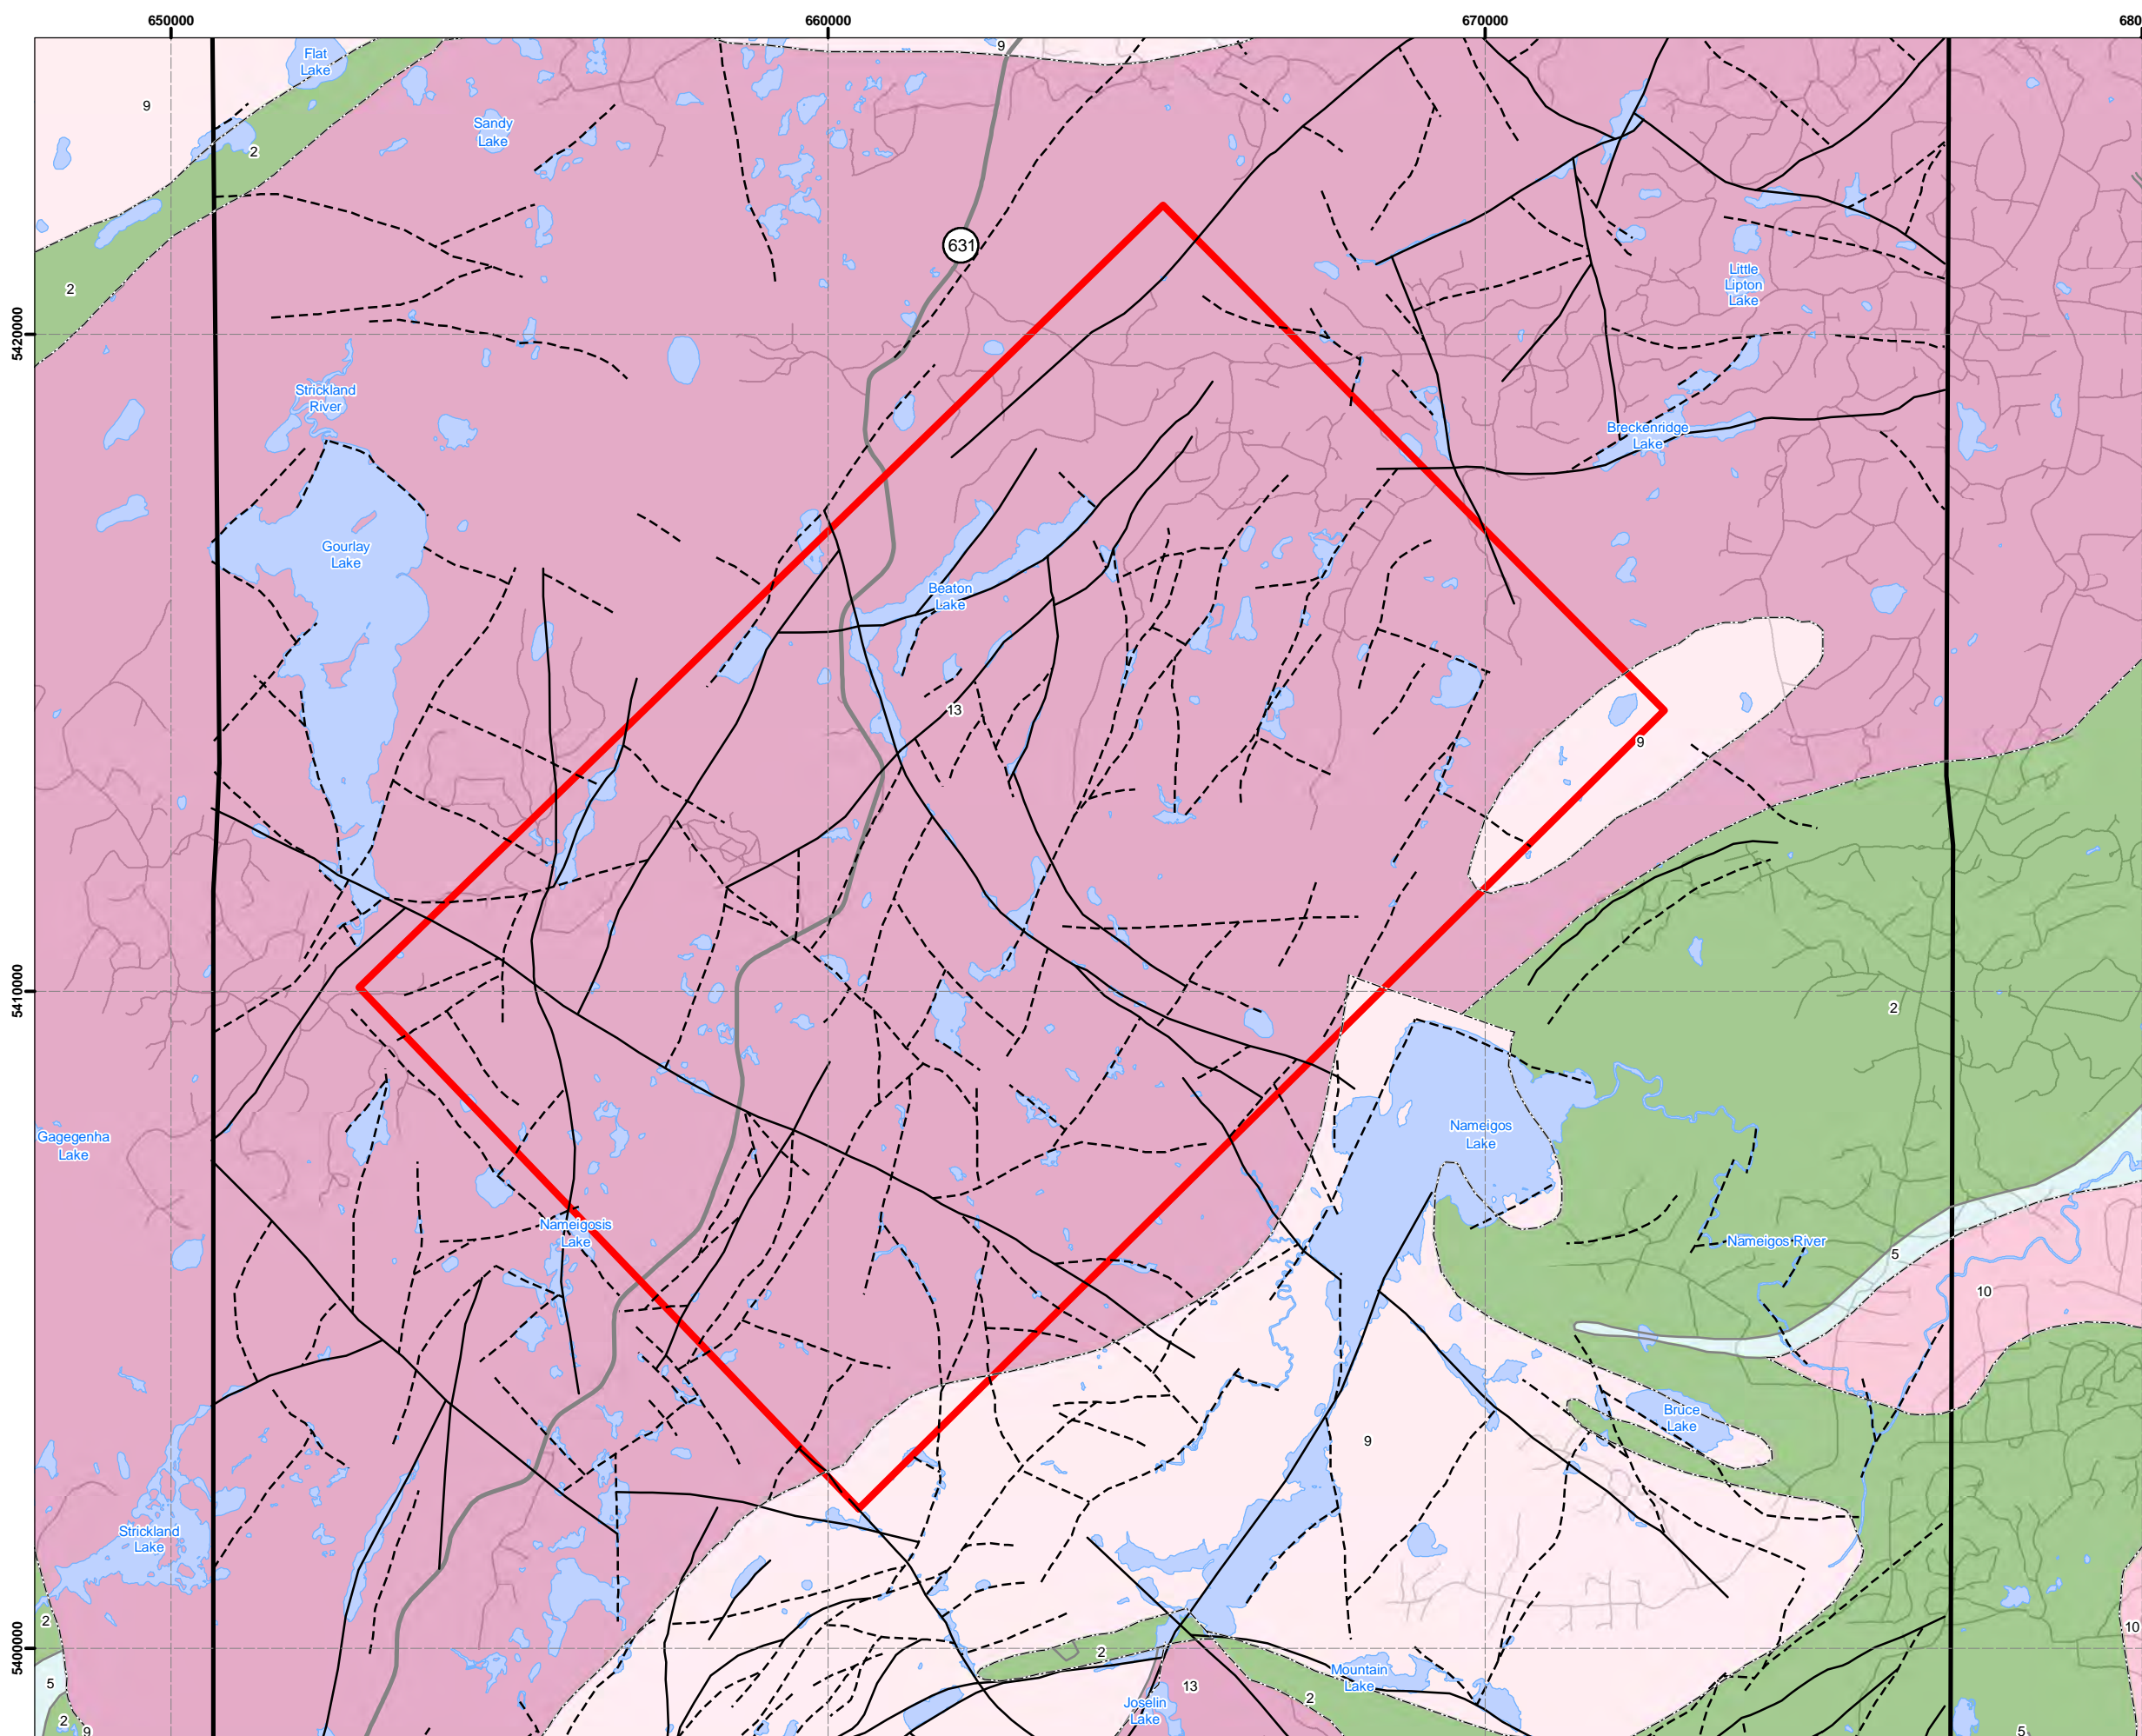 650000
660000
670000
680
9
Flat
Lake
9
Sandy
Lake
2
631
2
Little
Lipton
Lake
5420000
Strickland
River
Breckenridge
Lake
Gourlay
Lake
Beaton
Lake
13
9
5410000
2
Gagegenha
Lake
Nameigos
Lake
Nameigosis
Lake
Nameigos River
5
10
Bruce
Lake
9
Strickland
Lake
2
10
5400000
2
Mountain
Lake
5
13
2
Joselin
Lake
2
9
5